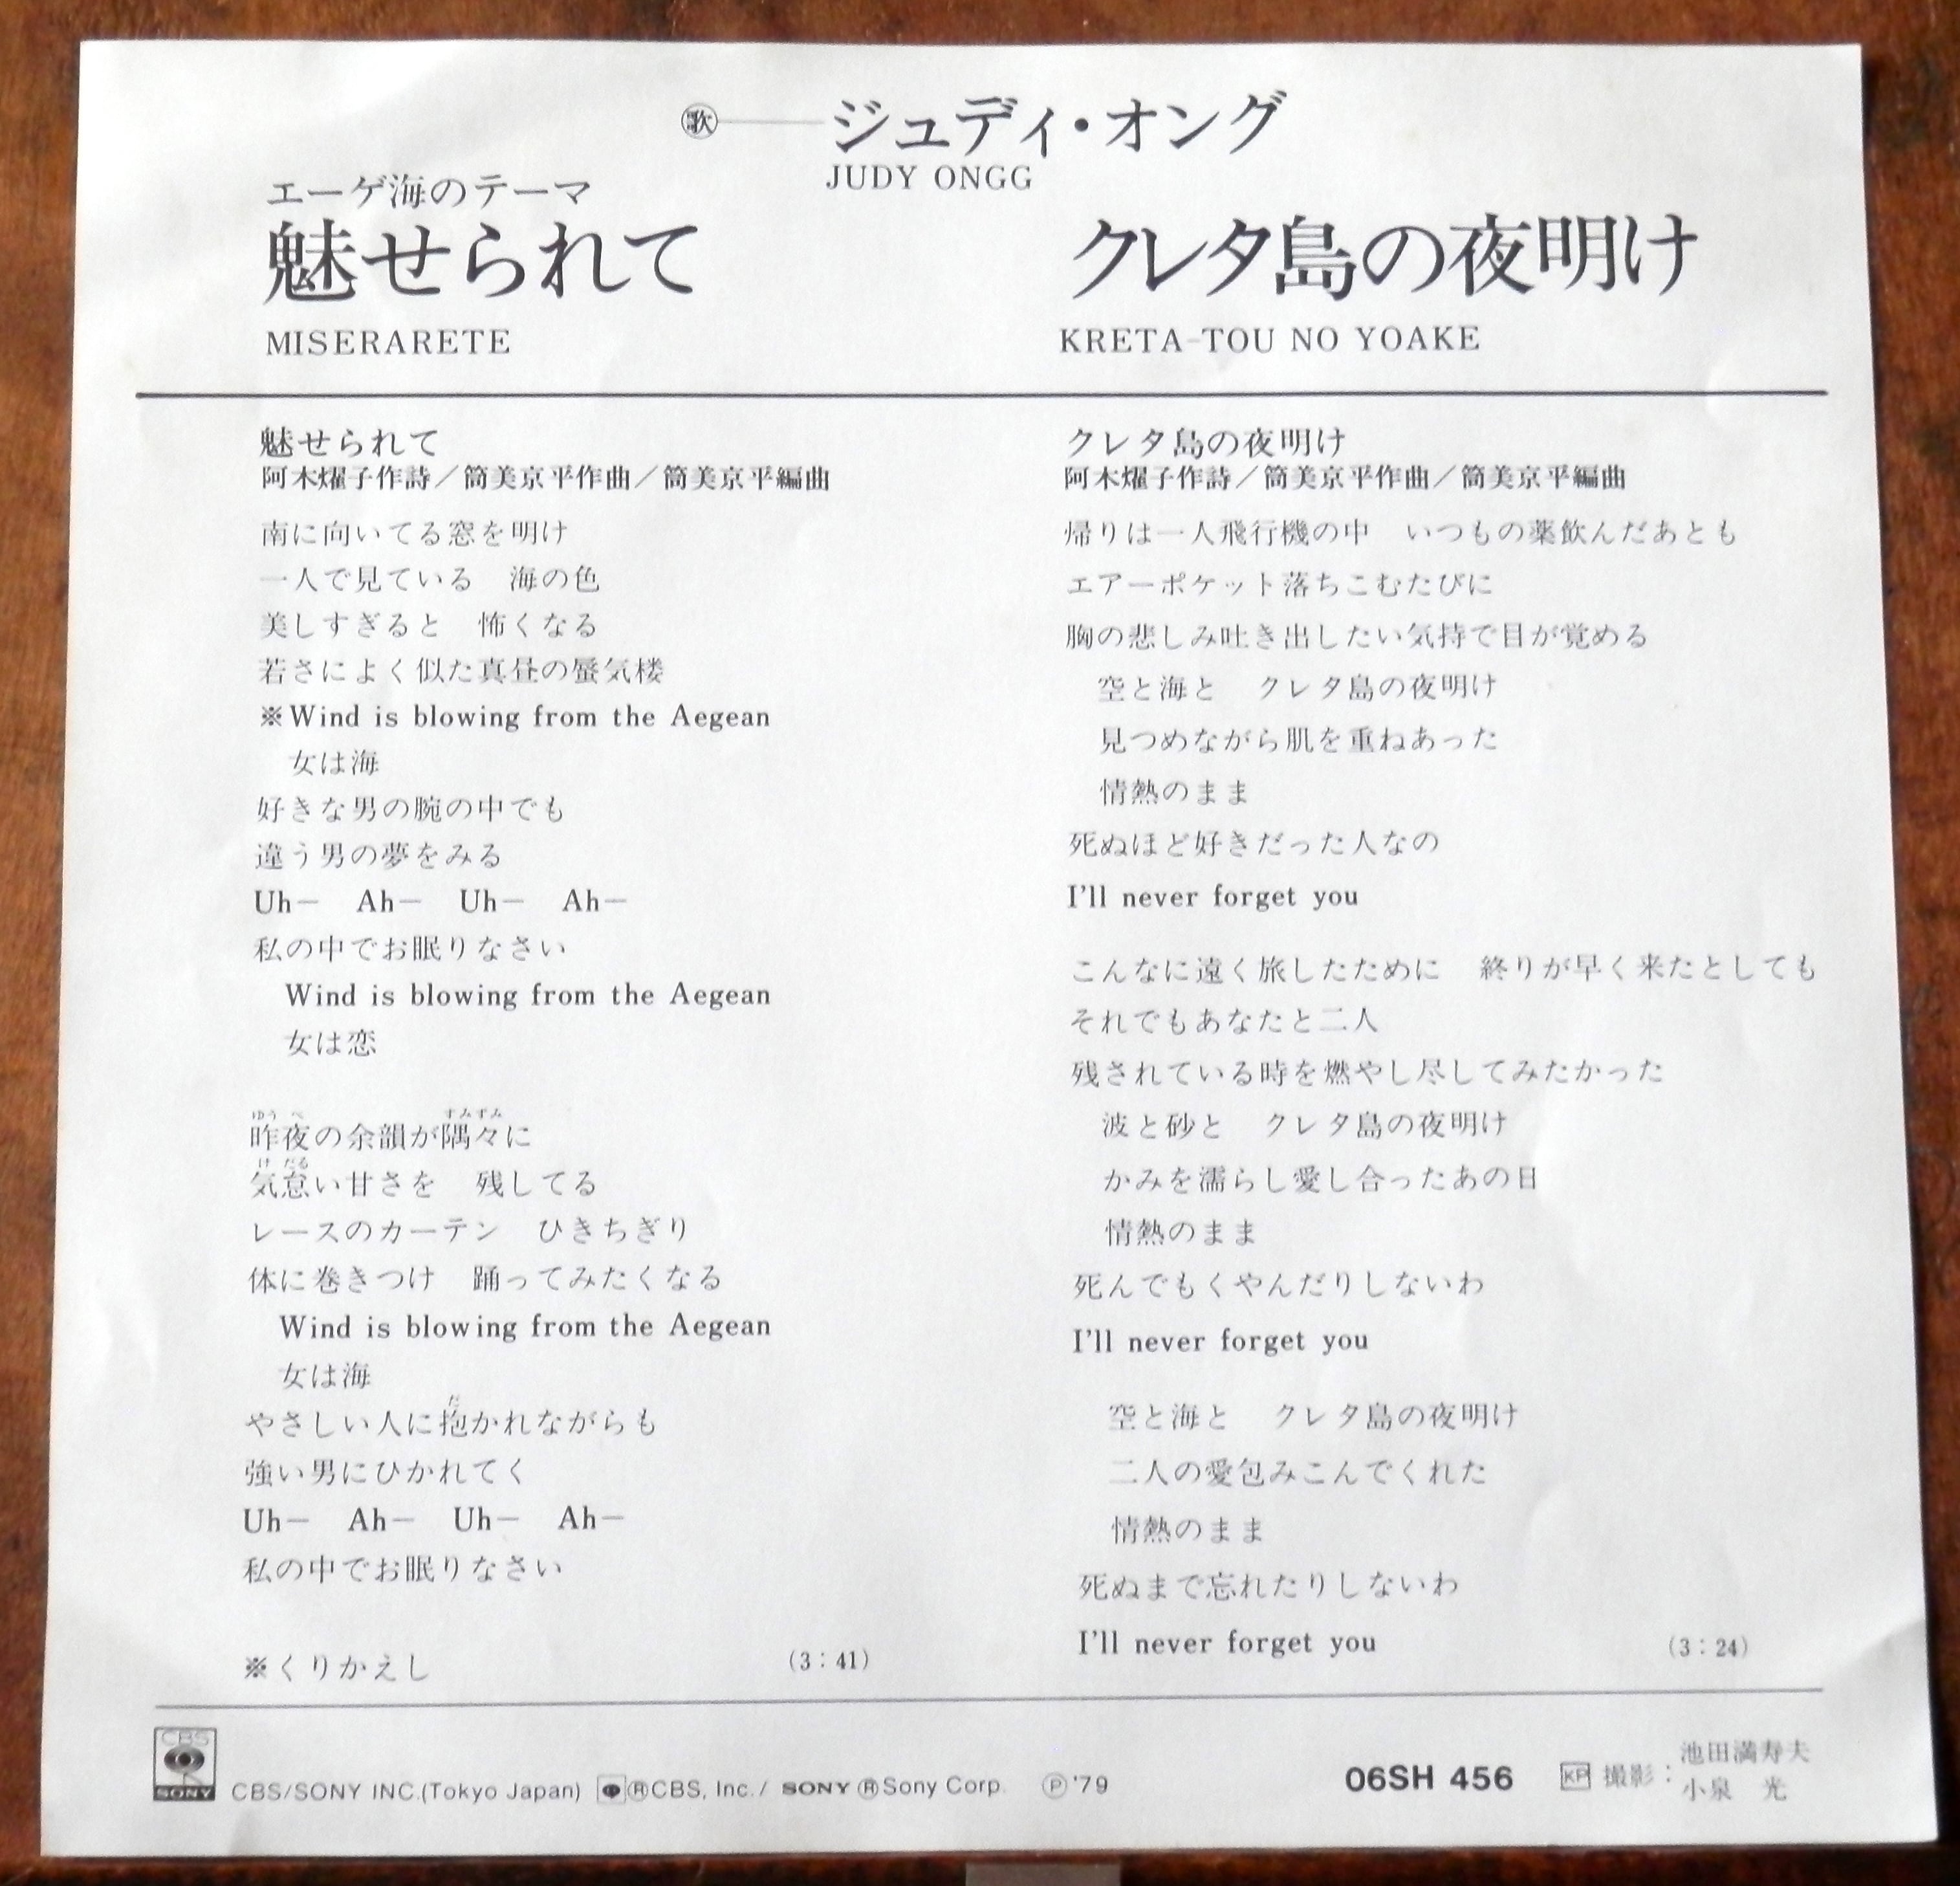 歌 ジュディ・オング
JUDY ONGG
エーゲ海のテーマ
魅せられて
MISERARETE
クレタ島の夜明け
KRETA-TOU NO YOAKE
魅せられて
阿木燿子作詩／筒美京平作曲／筒美京平編曲
南に向いてる窓を明け
一人で見ている　海の色
美しすぎると　怖くなる
若さによく似た真昼の蜃気楼
※Wind is blowing from the Aegean
女は海
好きな男の腕の中でも
違う男の夢をみる
Uh―　Ah―　Uh―　Ah―
私の中でお眠りなさい
Wind is blowing from the Aegean
女は恋
ゆうべ　すみずみ
昨夜の余韻が隅々に
けだる
気怠い甘さを　残してる
レースのカーテン　ひきちぎり
体に巻きつけ　踊ってみたくなる
Wind is blowing from the Aegean
女は海
だ
やさしい人に抱かれながらも
強い男にひかれてく
Uh―　Ah―　Uh―　Ah―
私の中でお眠りなさい
※くりかえし
(3：41)
クレタ島の夜明け
阿木燿子作詩／筒美京平作曲／筒美京平編曲
帰りは一人飛行機の中　いつもの薬飲んだあとも
エアーポケット落ちこむたびに
胸の悲しみ吐き出したい気持で目が覚める
空と海と　クレタ島の夜明け
見つめながら肌を重ねあった
情熱のまま
死ぬほど好きだった人なの
I'll never forget you
こんなに遠く旅したために　終りが早く来たとしても
それでもあなたと二人
残されている時を燃やし尽してみたかった
波と砂と　クレタ島の夜明け
かみを濡らし愛し合ったあの日
情熱のまま
死んでもくやんだりしないわ
I'll never forget you
空と海と　クレタ島の夜明け
二人の愛包みこんでくれた
情熱のまま
死ぬまで忘れたりしないわ
I'll never forget you
(3：24)
CBS
SONY
CBS/SONY INC.(Tokyo Japan) ®CBS, Inc./ SONY ®Sony Corp. Ⓟ'79
06SH 456
KP 撮影：池田満寿夫
小泉　光